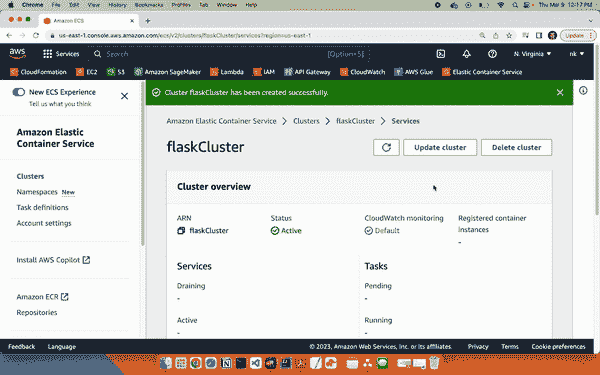 Chrome File Edit View History Bookmarks Profiles Tab Window Help
Thu Mar 9 12:17 PM
Amazon ECS
us-east-1.console.aws.amazon.com/ecs/v2/clusters/flaskCluster/services?region=us-east-1
Update
aws Services Search [Option+S] N. Virginia nk
CloudFormation EC2 S3 Amazon SageMaker Lambda IAM API Gateway CloudWatch AWS Glue Elastic Container Service
New ECS Experience
Tell us what you think
Cluster flaskCluster has been created successfully.
Amazon Elastic Container Service > Clusters > flaskCluster > Services
Amazon Elastic
Container Service
flaskCluster
Update cluster Delete cluster
Clusters
Namespaces New
Task definitions
Account settings
Install AWS Copilot
Amazon ECR
Repositories
Cluster overview
ARN Status CloudWatch monitoring Registered container
instances
flaskCluster Active Default -
Services Tasks
Draining Pending
- -
Active Running
- -
Feedback Language © 2023, Amazon Web Services, Inc. or its affiliates. Privacy Terms Cookie preferences